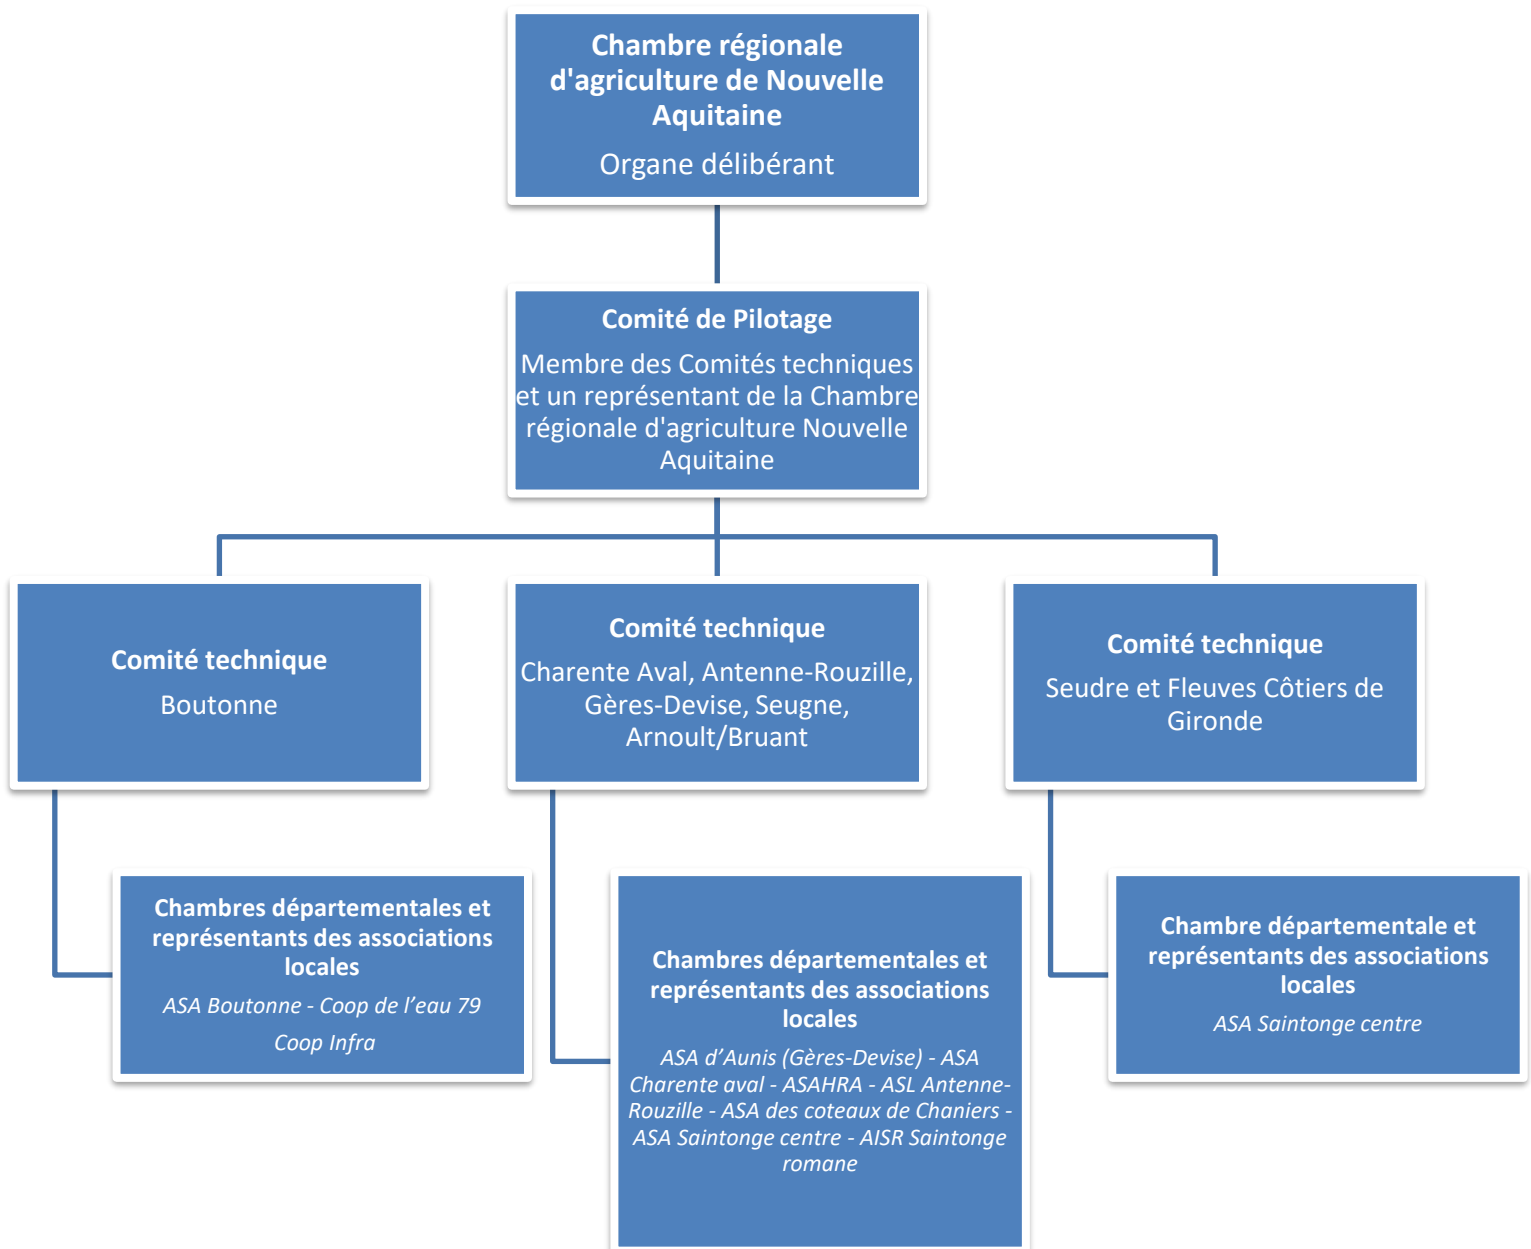 Chambre régionale
d'agriculture de Nouvelle
Aquitaine
Organe délibérant
Comité de Pilotage
Membre des Comités techniques
et un représentant de la Chambre
régionale d'agriculture Nouvelle
Aquitaine
Comité technique
Boutonne
Comité technique
Charente Aval, Antenne-Rouzille,
Gères-Devise, Seugne,
Arnoult/Bruant
Comité technique
Seudre et Fleuves Côtiers de
Gironde
Chambres départementales et
représentants des associations
locales
ASA Boutonne - Coop de l’eau 79
Coop Infra
Chambres départementales et
représentants des associations
locales
ASA d’Aunis (Gères-Devise) - ASA
Charente aval - ASAHRA - ASL Antenne-
Rouzille - ASA des coteaux de Chaniers -
ASA Saintonge centre - AISR Saintonge
romane
Chambre départementale et
représentants des associations
locales
ASA Saintonge centre